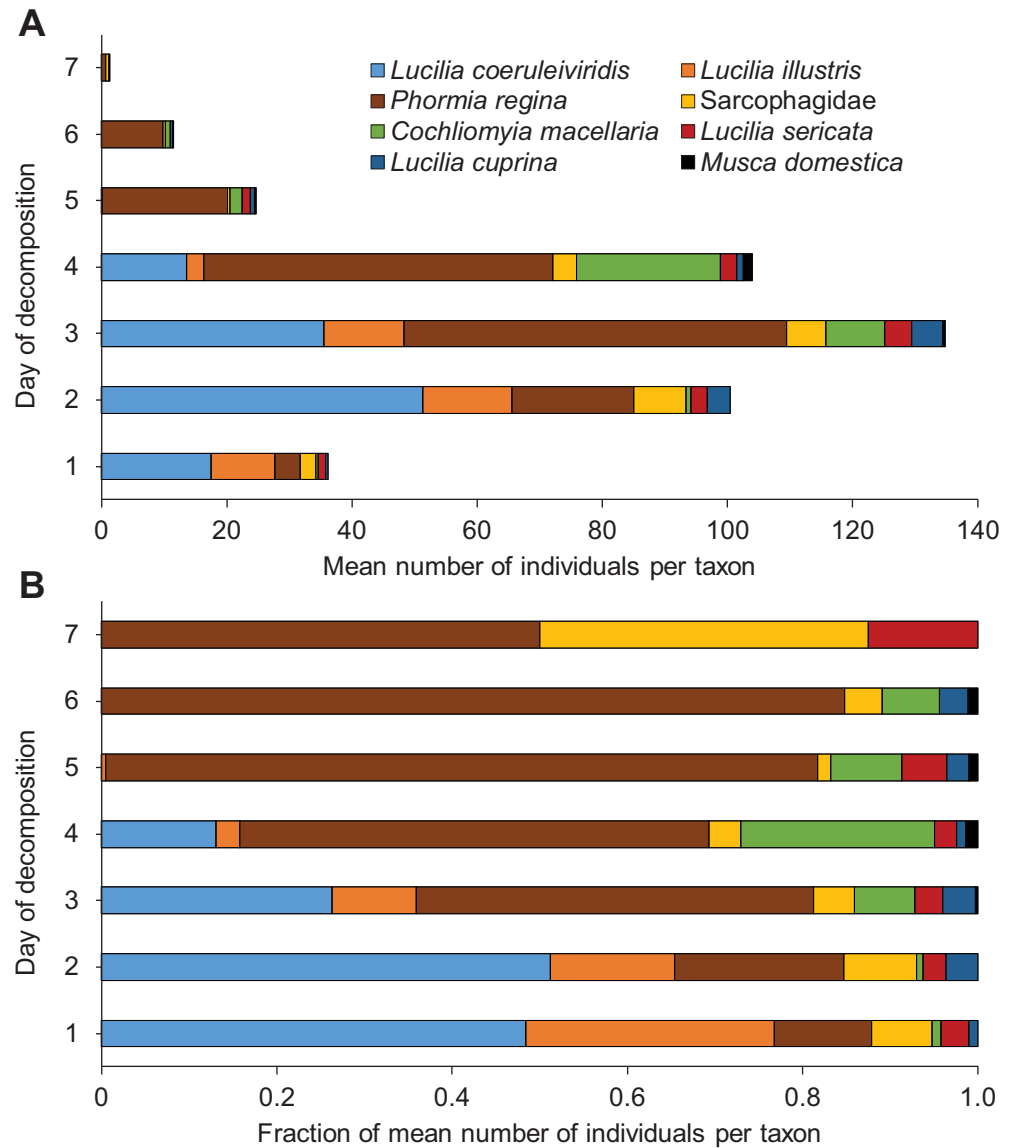 A
7
6
5
4
3
2
1
Day of decomposition
Lucilia coeruleiviridis
Lucilia illustris
Phormia regina
Sarcophagidae
Cochliomyia macellaria
Lucilia sericata
Lucilia cuprina
Musca domestica
0 20 40 60 80 100 120 140
Mean number of individuals per taxon
B
7
6
5
4
3
2
1
Day of decomposition
0 0.2 0.4 0.6 0.8 1.0
Fraction of mean number of individuals per taxon